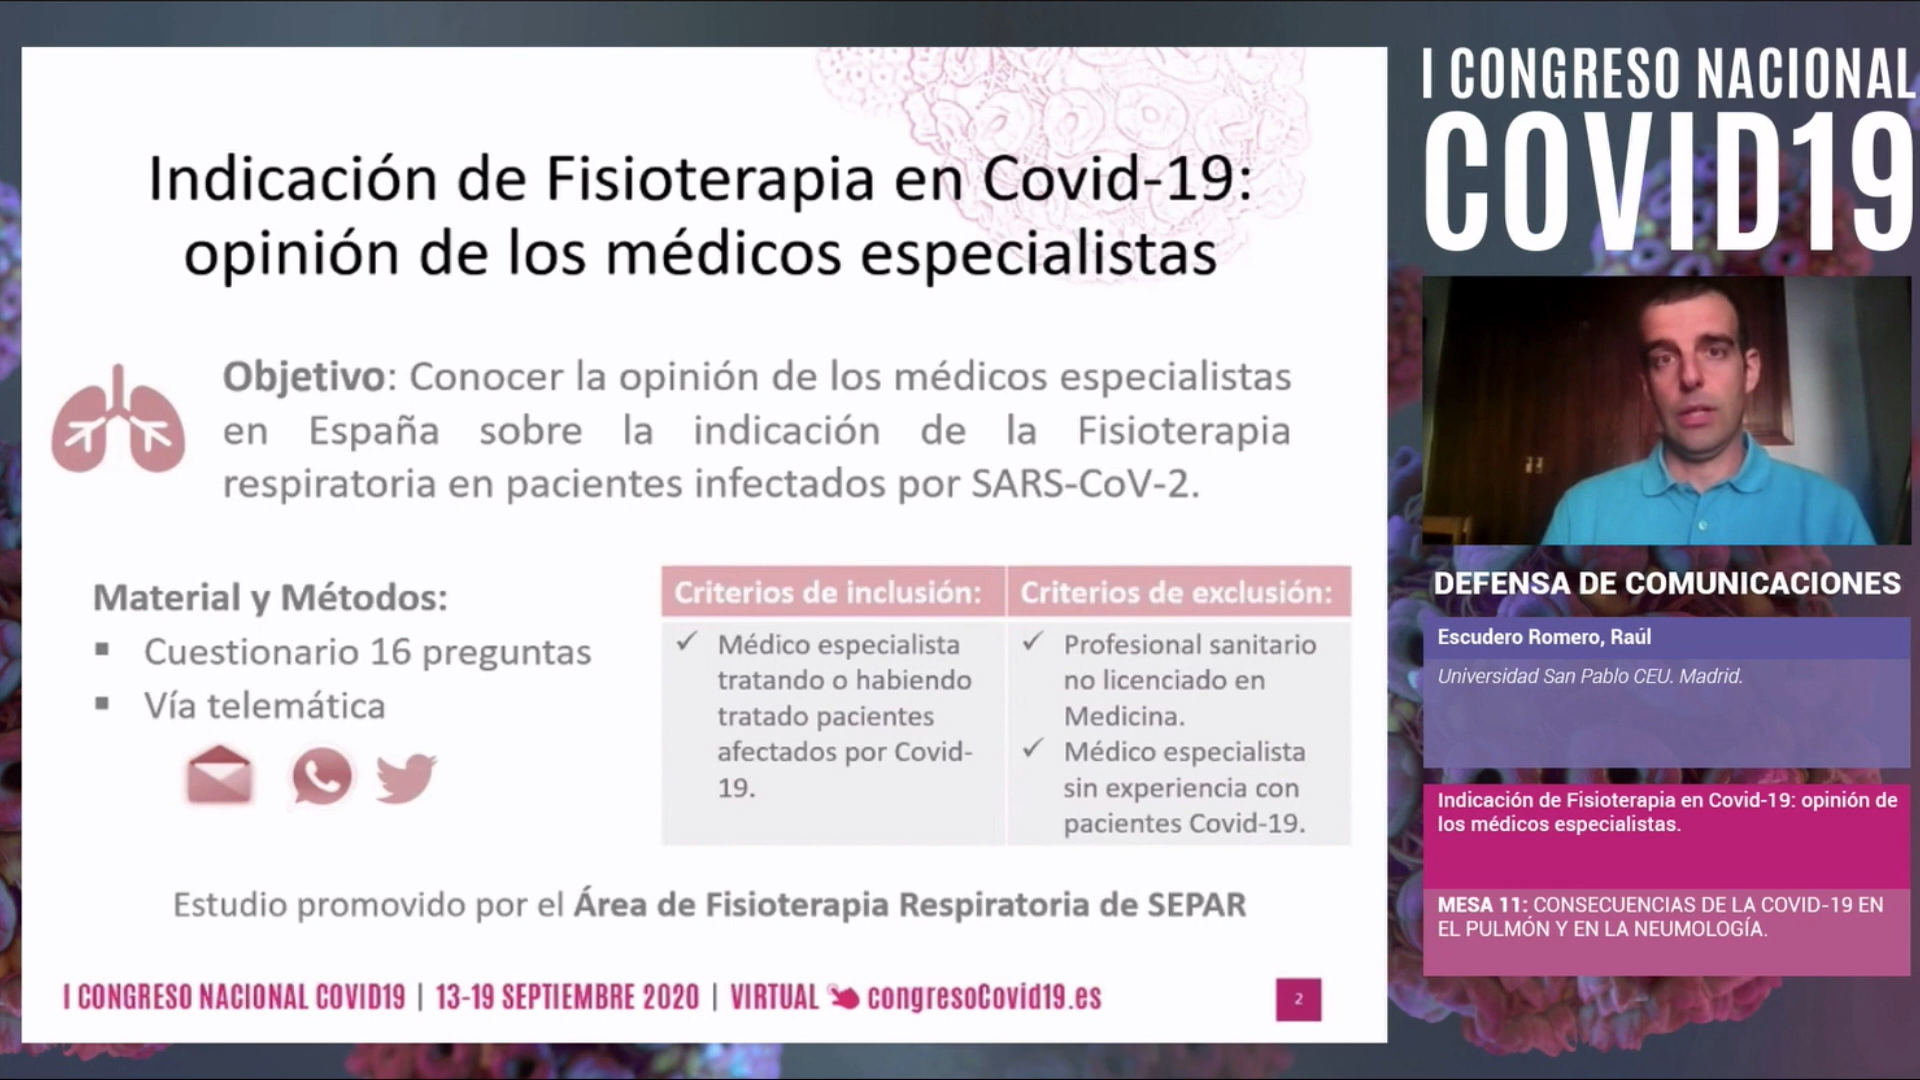 Indicación de Fisioterapia en Covid-19:
opinión de los médicos especialistas
Objetivo: Conocer la opinión de los médicos especialistas
en España sobre la indicación de la Fisioterapia
respiratoria en pacientes infectados por SARS-CoV-2.
Material y Métodos:
Cuestionario 16 preguntas
Vía telemática
Criterios de inclusión:
Médico especialista
tratando o habiendo
tratado pacientes
afectados por Covid-
19.
Criterios de exclusión:
Profesional sanitario
no licenciado en
Medicina.
Médico especialista
sin experiencia con
pacientes Covid-19.
Estudio promovido por el Área de Fisioterapia Respiratoria de SEPAR
I CONGRESO NACIONAL COVID19 | 13-19 SEPTIEMBRE 2020 | VIRTUAL congresoCovid19.es
2
I CONGRESO NACIONAL
COVID19
DEFENSA DE COMUNICACIONES
Escudero Romero, Raúl
Universidad San Pablo CEU. Madrid.
Indicación de Fisioterapia en Covid-19: opinión de
los médicos especialistas.
MESA 11: CONSECUENCIAS DE LA COVID-19 EN
EL PULMÓN Y EN LA NEUMOLOGÍA.